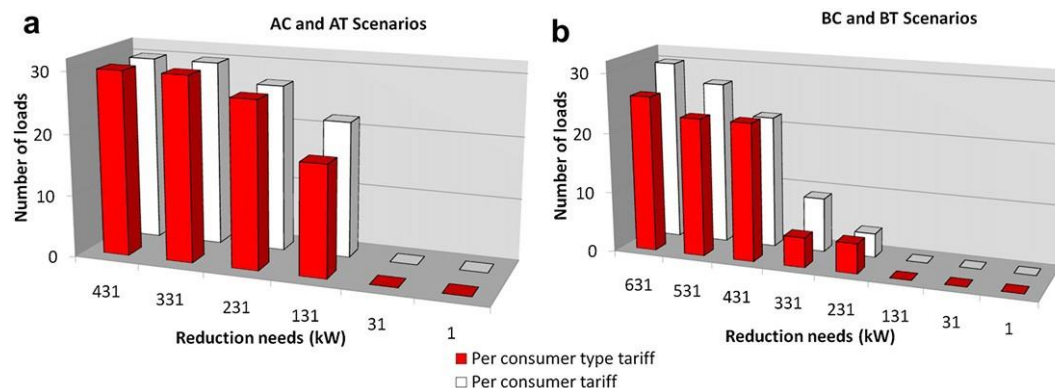 a
AC and AT Scenarios
Number of loads
30
20
10
0
431
331
231
131
31
1
Reduction needs (kW)
b
BC and BT Scenarios
Number of loads
30
20
10
0
631
531
431
331
231
131
31
1
Reduction needs (kW)
Per consumer type tariff
Per consumer tariff